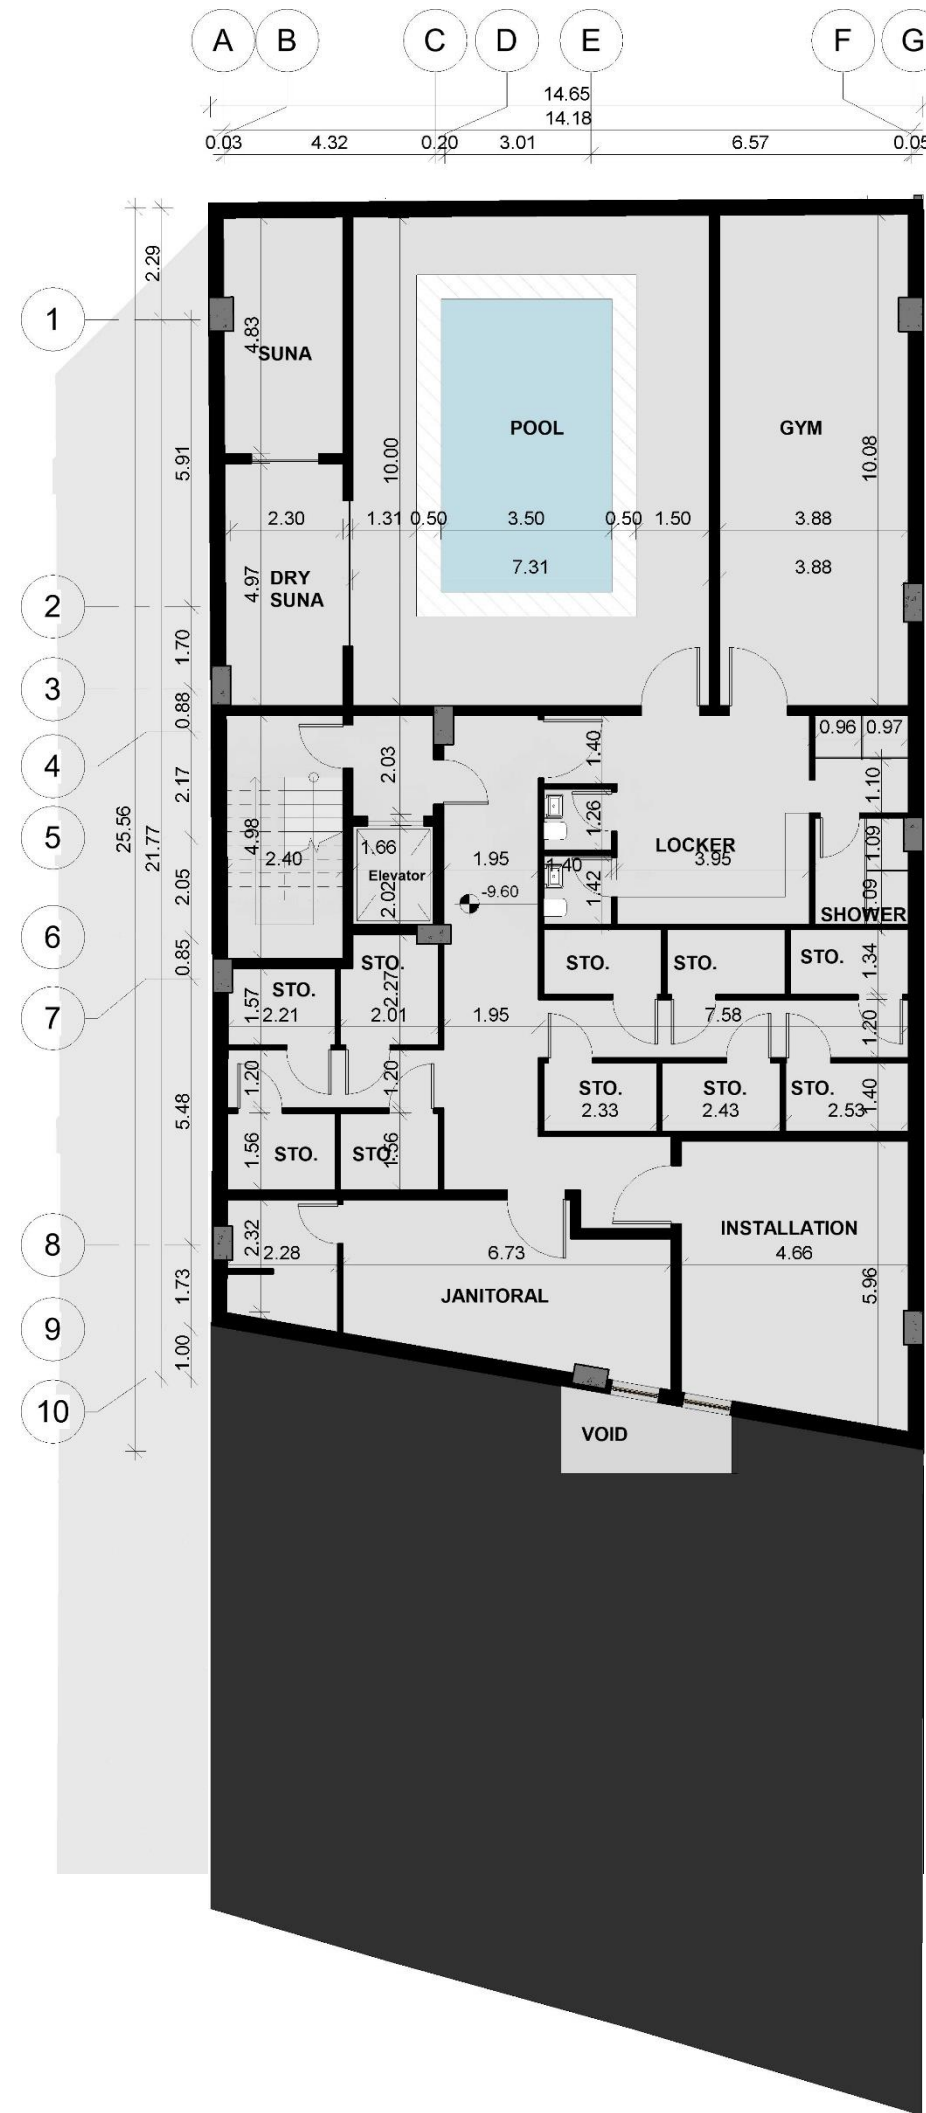 A B C D E F G
14.65
14.18
0.03 4.32 0.20 3.01 6.57 0.05
2.29
1
4.83
SUNA
POOL
GYM
5.91
10.00
10.08
2.30 1.31 0.50 3.50 0.50 1.50 3.88
7.31
3.88
4.97
DRY
SUNA
2
1.70
3
0.88
0.96 0.97
4
2.03
1.40
2.17
1.10
5
25.56
21.77
4.98
1.26
1.09
LOCKER
2.40 1.66 1.95 1.40 3.95
Elevator
2.05
2.02
-9.60
1.42
1.09
SHOWER
6
0.85
STO. STO. STO. STO.
1.34
2.27
STO.
7
1.57
2.21 2.01 1.95 7.58
1.20
1.20
1.20
5.48
STO. STO. STO.
2.33 2.43 2.53
1.40
1.56
STO. STO.
1.56
8
2.32
INSTALLATION
2.28 6.73 4.66
1.73
5.96
JANITORAL
9
1.00
10
VOID